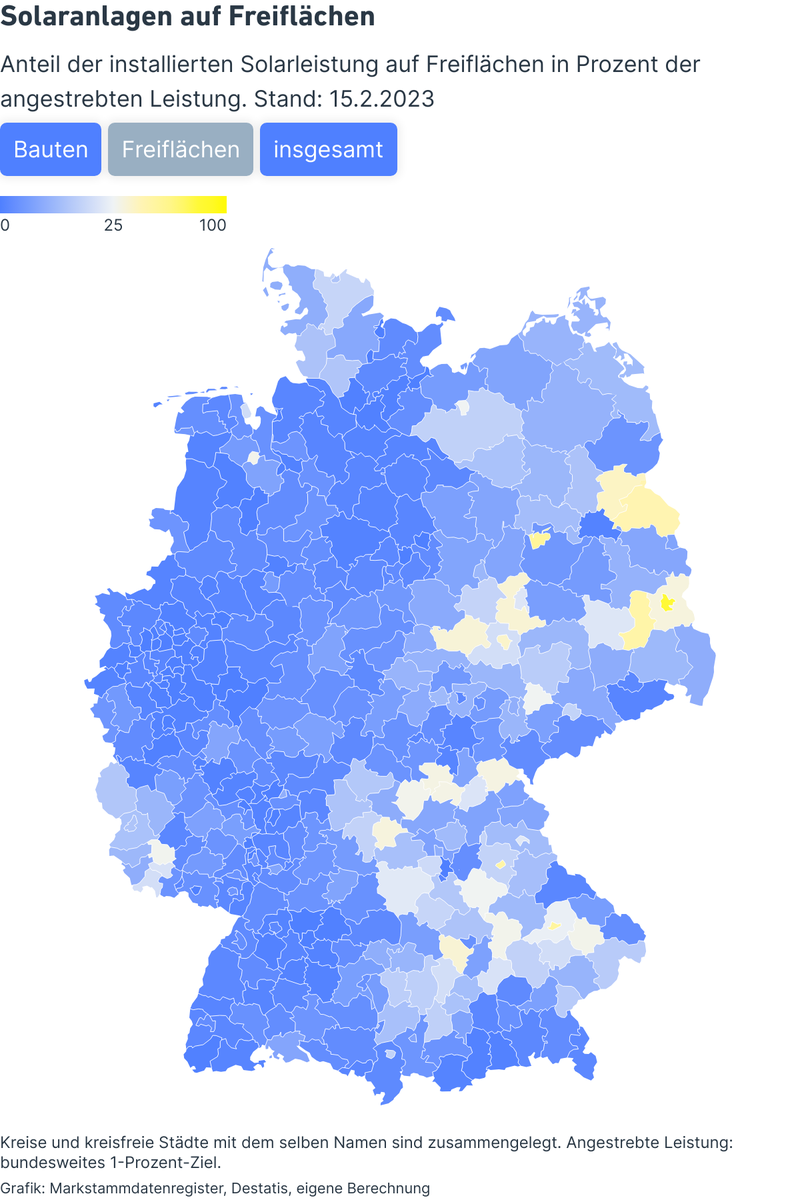 Solaranlagen auf Freiflächen
Anteil der installierten Solarleistung auf Freiflächen in Prozent der
angestrebten Leistung. Stand: 15.2.2023
Bauten Freiflächen insgesamt
0 25 100
Kreise und kreisfreie Städte mit dem selben Namen sind zusammengelegt. Angestrebte Leistung:
bundesweites 1-Prozent-Ziel.
Grafik: Markstammdatenregister, Destatis, eigene Berechnung